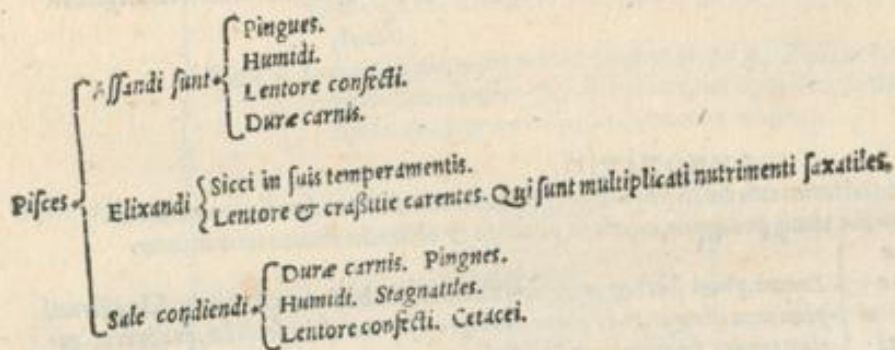 Pingues.
Humidi.
Aſſandi ſunt
Lentore confecti.
Duræ carnis.
Sicci in ſuis temperamentis.
Piſces
Elixandi
Lentore & craßitie carentes. Qui ſunt multiplicati nutrimenti ſaxatiles.
Duræ carnis. Pingues.
Sale condiendi
Humidi. Stagnatiles.
Lentore confecti. Cetacei.